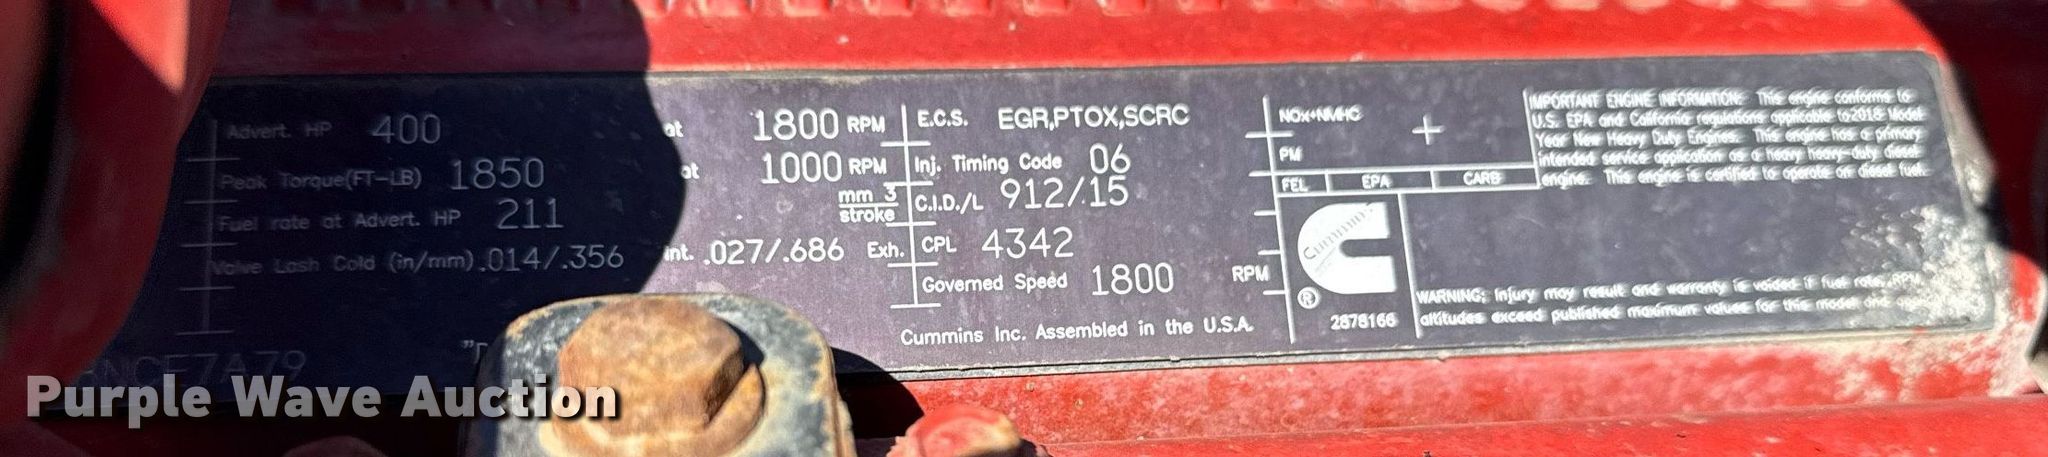 Advert. HP 400 at 1800 RPM
Peak Torque(FT-LB) 1850 at 1000 RPM
Fuel rate at Advert. HP 211 mm 3
stroke
Valve Lash Cold (in/mm) .014/.356 Int. .027/.686 Exh.
E.C.S. EGR,PTOX,SCRC
Inj. Timing Code 06
C.I.D./L 912/15
CPL 4342
Governed Speed 1800 RPM
Cummins Inc. Assembled in the U.S.A.
NOx+NMHC +
PM
FEL EPA CARB
Cummins
®
2878166
IMPORTANT ENGINE INFORMATION: This engine conforms to
U.S. EPA and California regulations applicable to2018 Model
Year New Heavy Duty Engines. This engine has a primary
intended service application as a heavy heavy-duty diesel
engine. This engine is certified to operate on diesel fuel.
WARNING: Injury may result and warranty is voided if fuel rate, RPM
altitudes exceed published maximum values for this model and
Purple Wave Auction